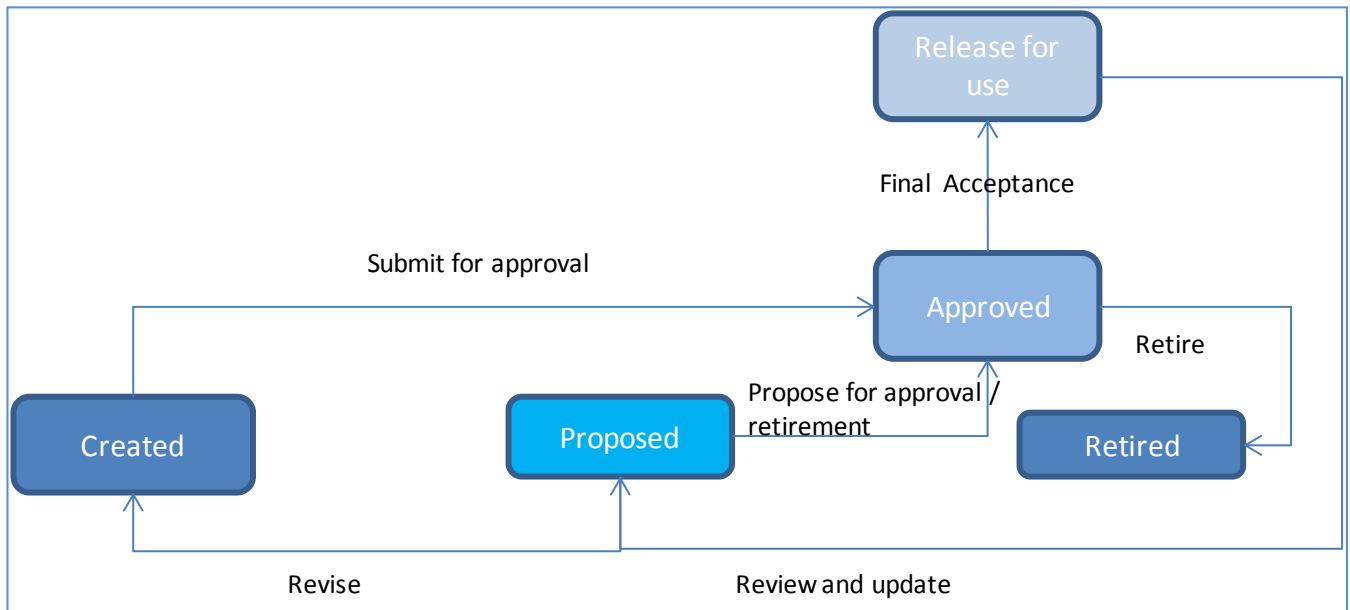 Release for
use
Final Acceptance
Submit for approval
Approved
Retire
Propose for approval /
retirement
Created
Proposed
Retired
Revise
Review and update